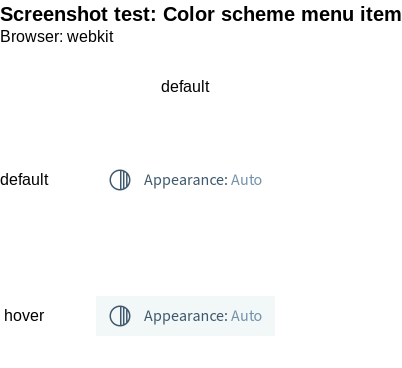 Screenshot test: Color scheme menu item
Browser: webkit
default
default Appearance: Auto
hover Appearance: Auto